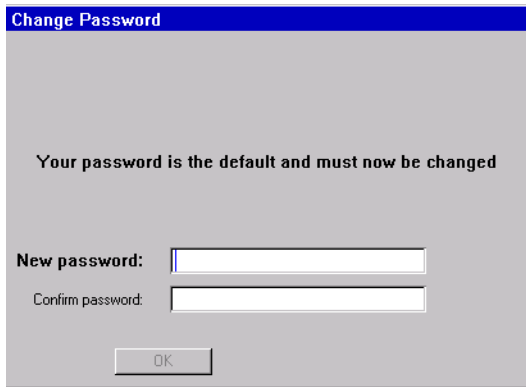 Change Password
Your password is the default and must now be changed
New password:
Confirm password:
OK